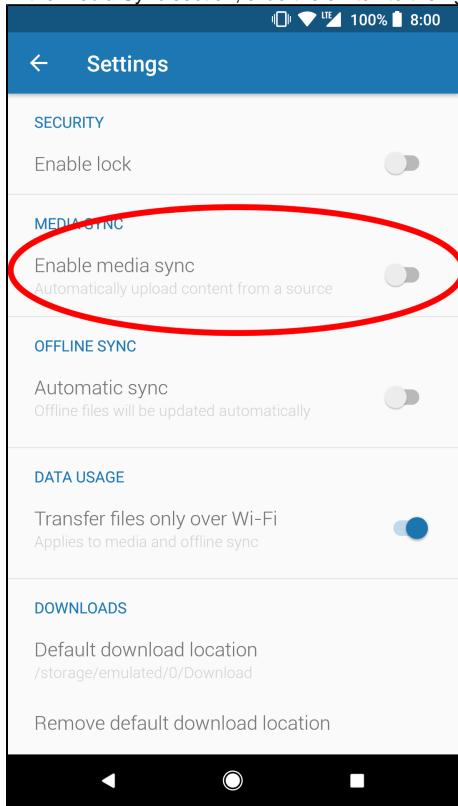 LTE 100% 8:00
Settings
SECURITY
Enable lock
MEDIA SYNC
Enable media sync
Automatically upload content from a source
OFFLINE SYNC
Automatic sync
Offline files will be updated automatically
DATA USAGE
Transfer files only over Wi-Fi
Applies to media and offline sync
DOWNLOADS
Default download location
/storage/emulated/0/Download
Remove default download location